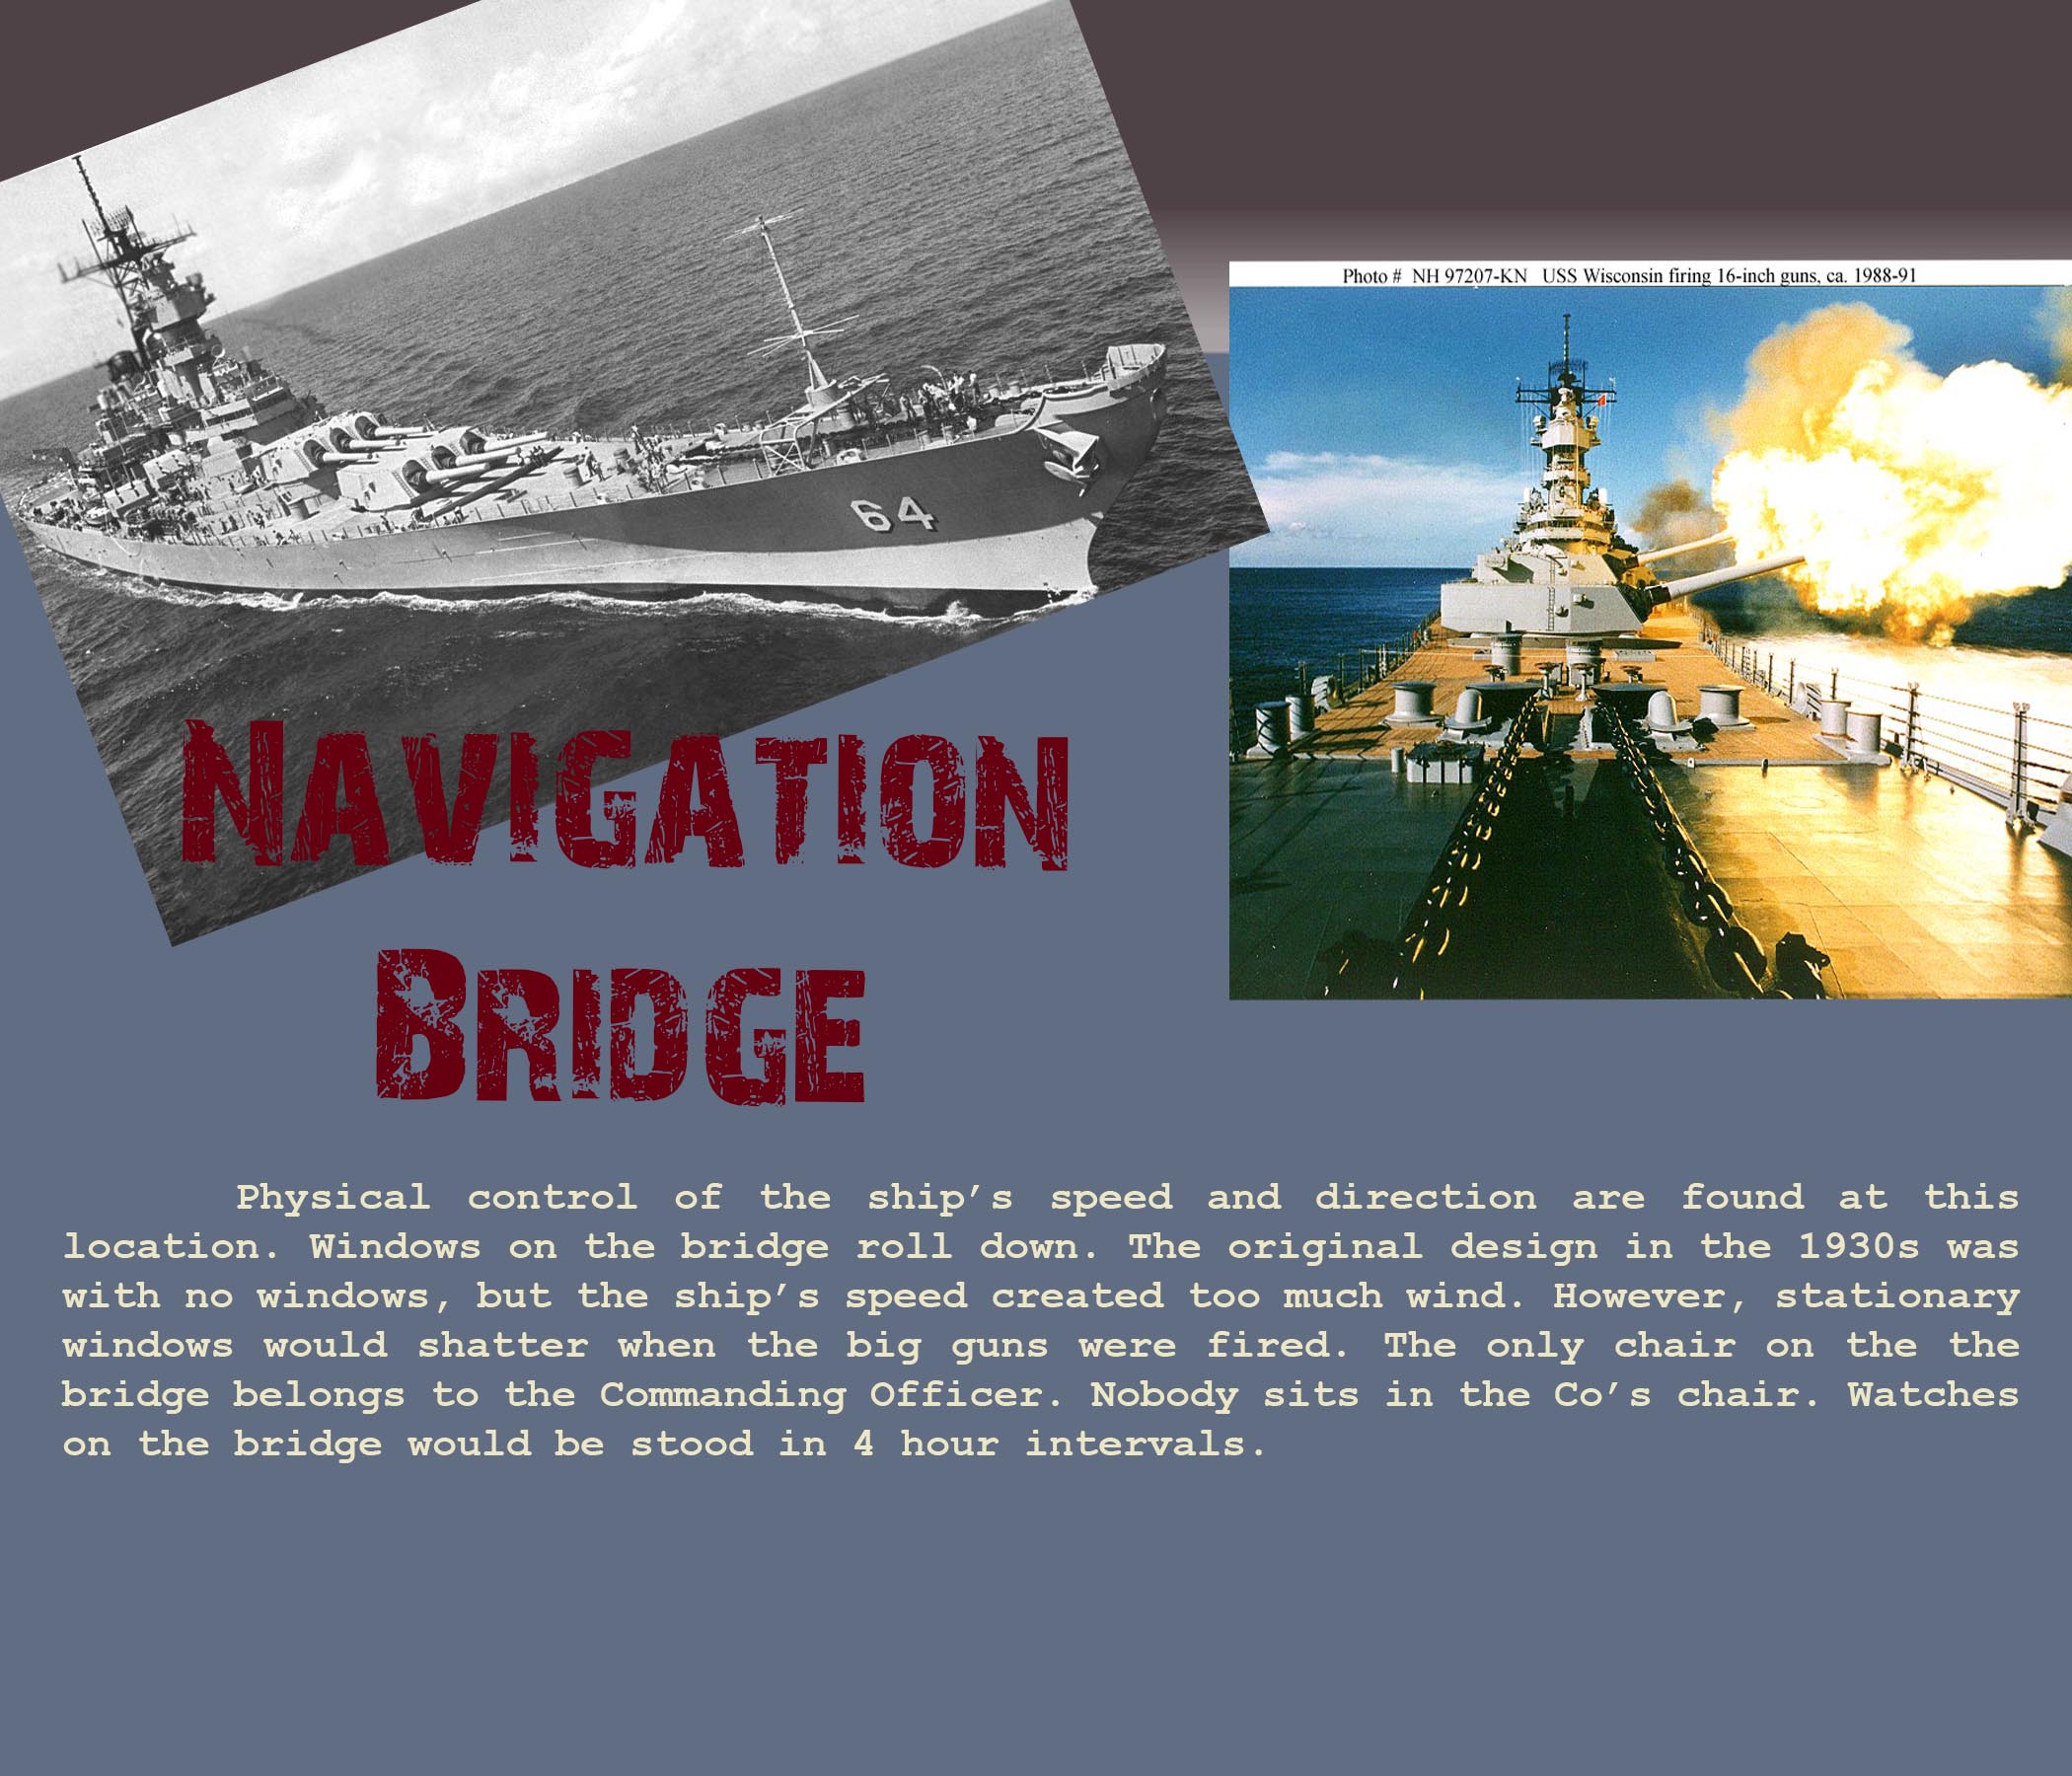 Photo # NH 97207-KN USS Wisconsin firing 16-inch guns, ca. 1988-91
64
Navigation
Bridge
Physical control of the ship’s speed and direction are found at this
location. Windows on the bridge roll down. The original design in the 1930s was
with no windows, but the ship’s speed created too much wind. However, stationary
windows would shatter when the big guns were fired. The only chair on the the
bridge belongs to the Commanding Officer. Nobody sits in the Co’s chair. Watches
on the bridge would be stood in 4 hour intervals.